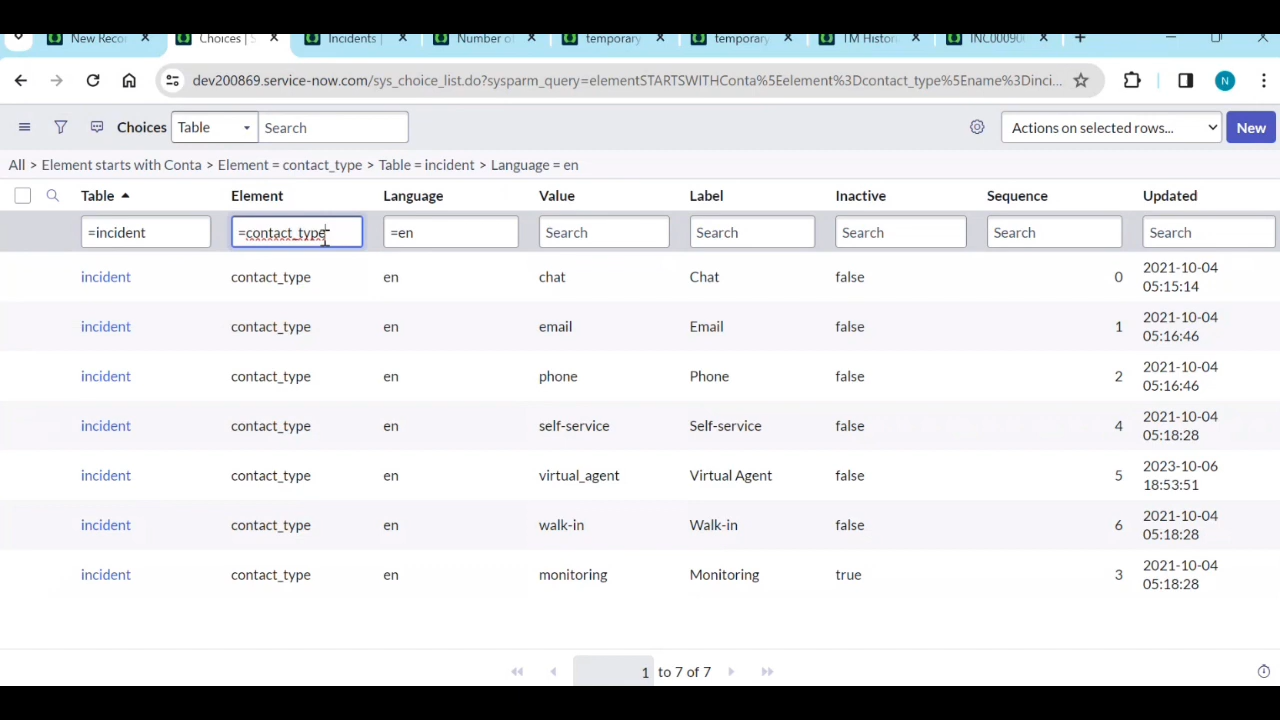 New Reco
Choices | S
Incidents |
Number of
temporary
temporary
TM Histori
INC00090
dev200869.service-now.com/sys_choice_list.do?sysparm_query=elementSTARTSWITHConta%5Eelement%3Dcontact_type%5Ename%3Dinci...
N
Choices
Table
Search
Actions on selected rows...
New
All > Element starts with Conta > Element = contact_type > Table = incident > Language = en
Table Element Language Value Label Inactive Sequence Updated
=incident =contact_type =en Search Search Search Search Search
incident contact_type en chat Chat false 0 2021-10-04
05:15:14
incident contact_type en email Email false 1 2021-10-04
05:16:46
incident contact_type en phone Phone false 2 2021-10-04
05:16:46
incident contact_type en self-service Self-service false 4 2021-10-04
05:18:28
incident contact_type en virtual_agent Virtual Agent false 5 2023-10-06
18:53:51
incident contact_type en walk-in Walk-in false 6 2021-10-04
05:18:28
incident contact_type en monitoring Monitoring true 3 2021-10-04
05:18:28
1 to 7 of 7